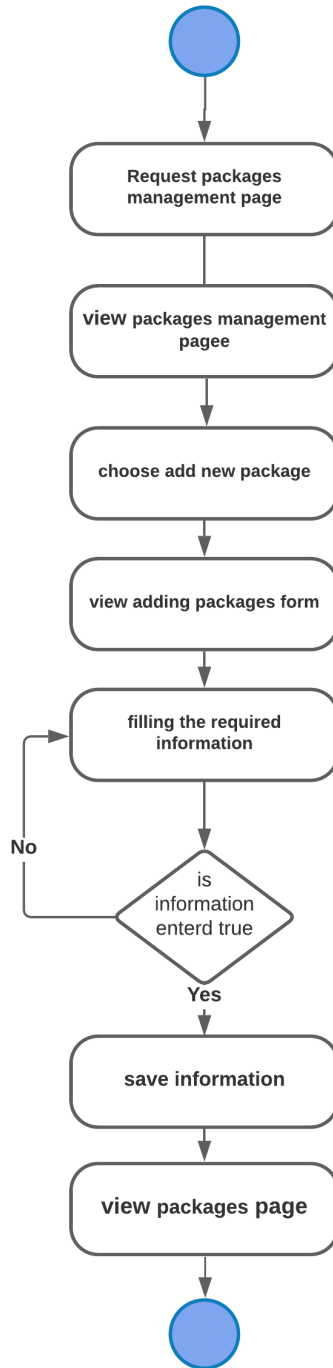 Request packages
management page
view packages management
pagee
choose add new package
view adding packages form
filling the required
information
No
is
information
enterd true
Yes
save information
view packages page